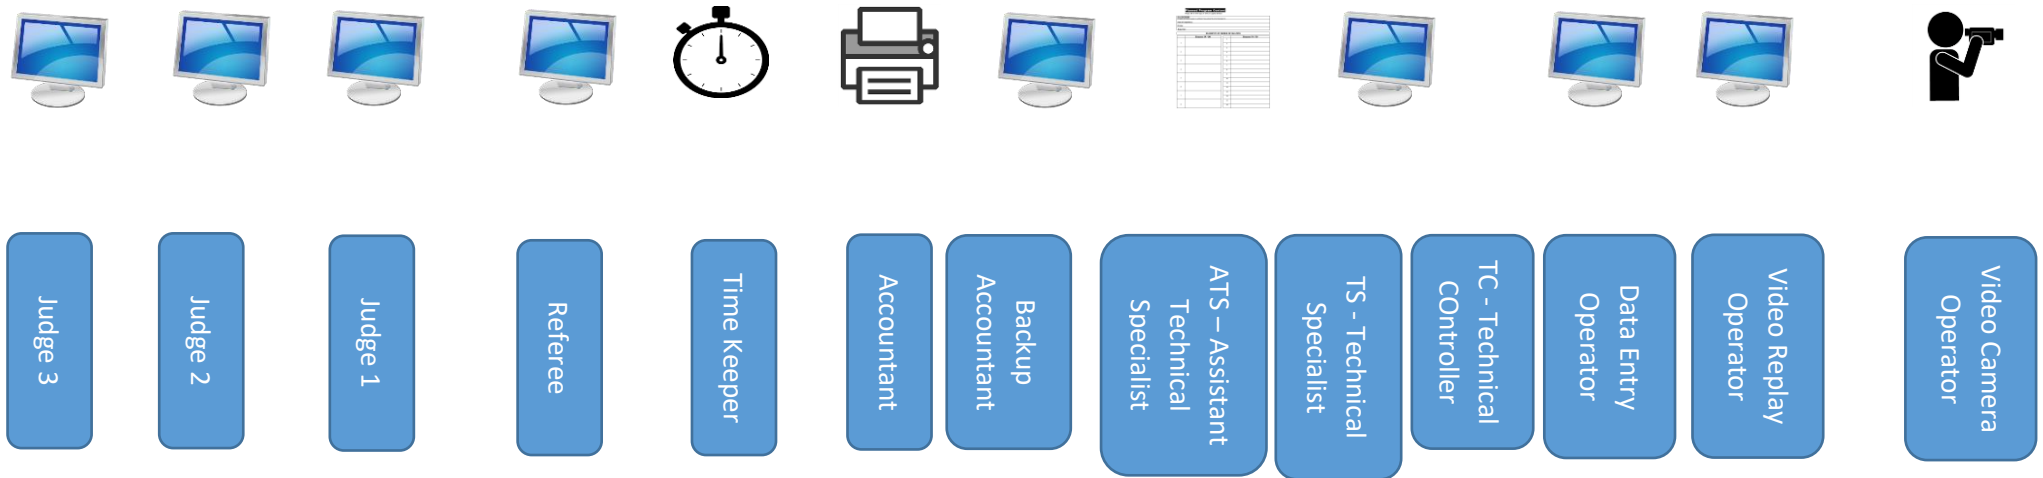 Judge 3
Judge 2
Judge 1
Referee
Time Keeper
Accountant
Backup
Accountant
ATS – Assistant
Technical
Specialist
TS - Technical
Specialist
TC - Technical
COntroller
Data Entry
Operator
Video Replay
Operator
Video Camera
Operator